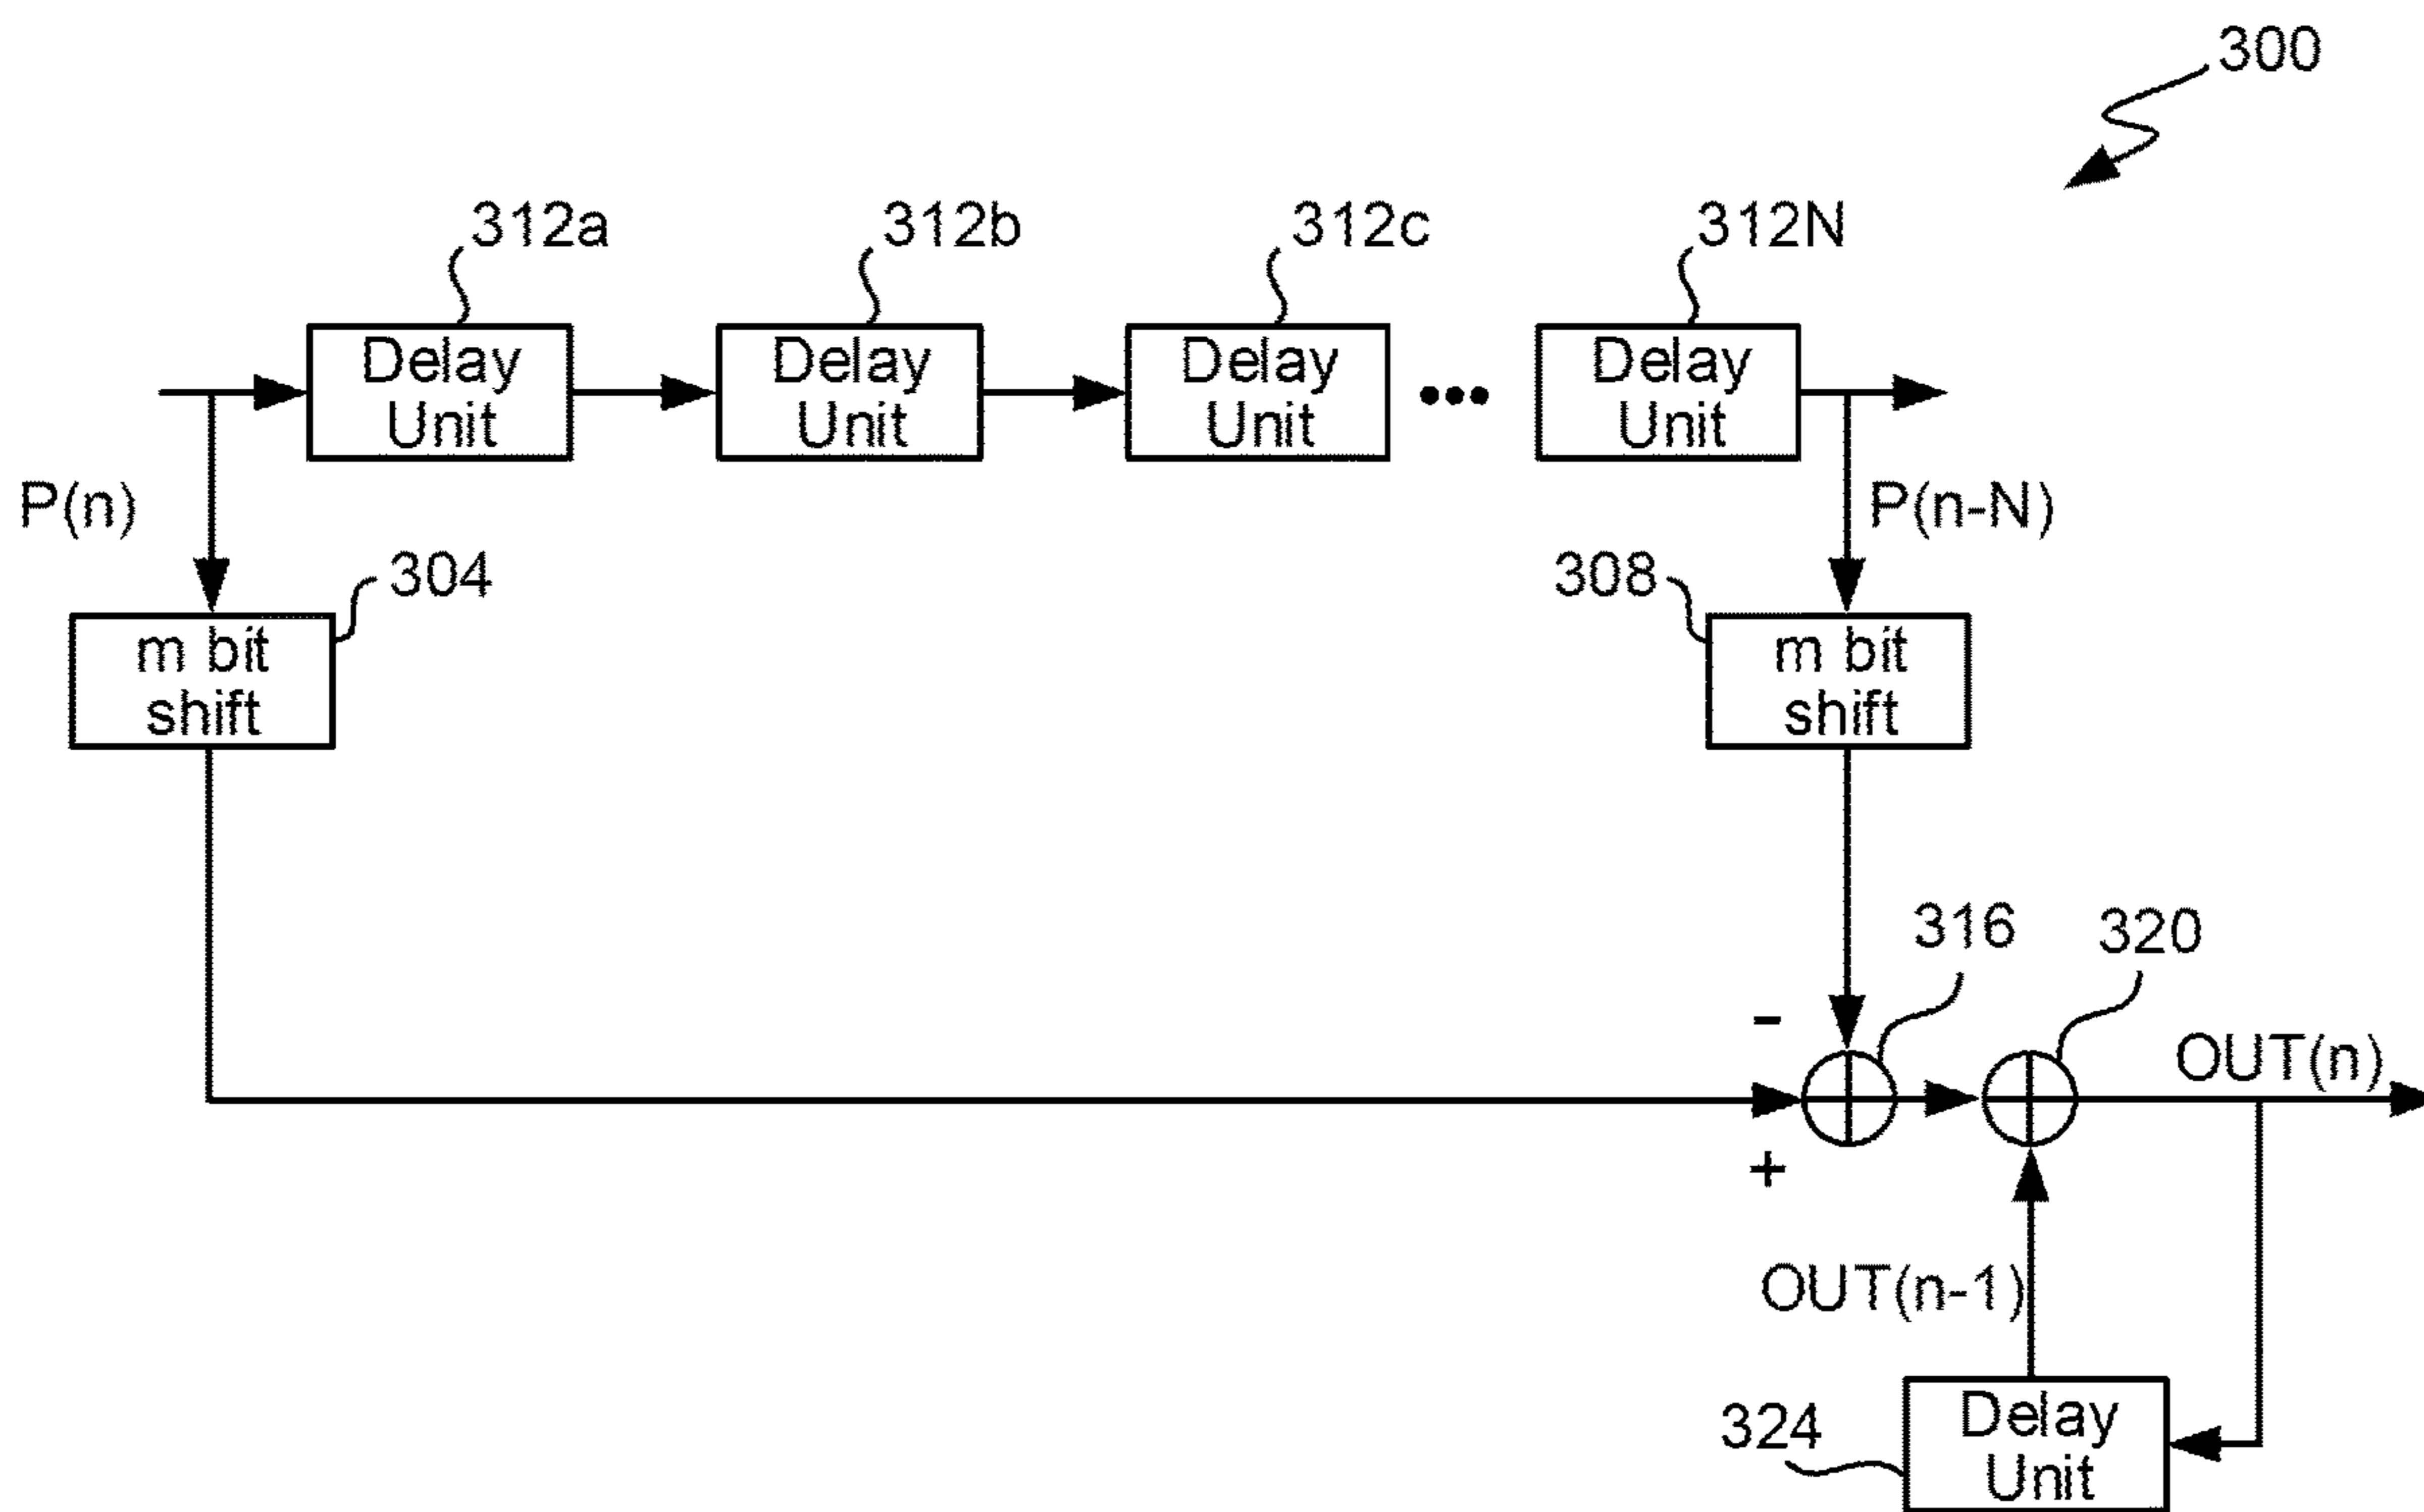 300
312a
312b
312c
312N
Delay
Unit
Delay
Unit
Delay
Unit
•••
Delay
Unit
P(n)
P(n-N)
304
308
m bit
shift
m bit
shift
316
320
-
+
OUT(n)
OUT(n-1)
324
Delay
Unit